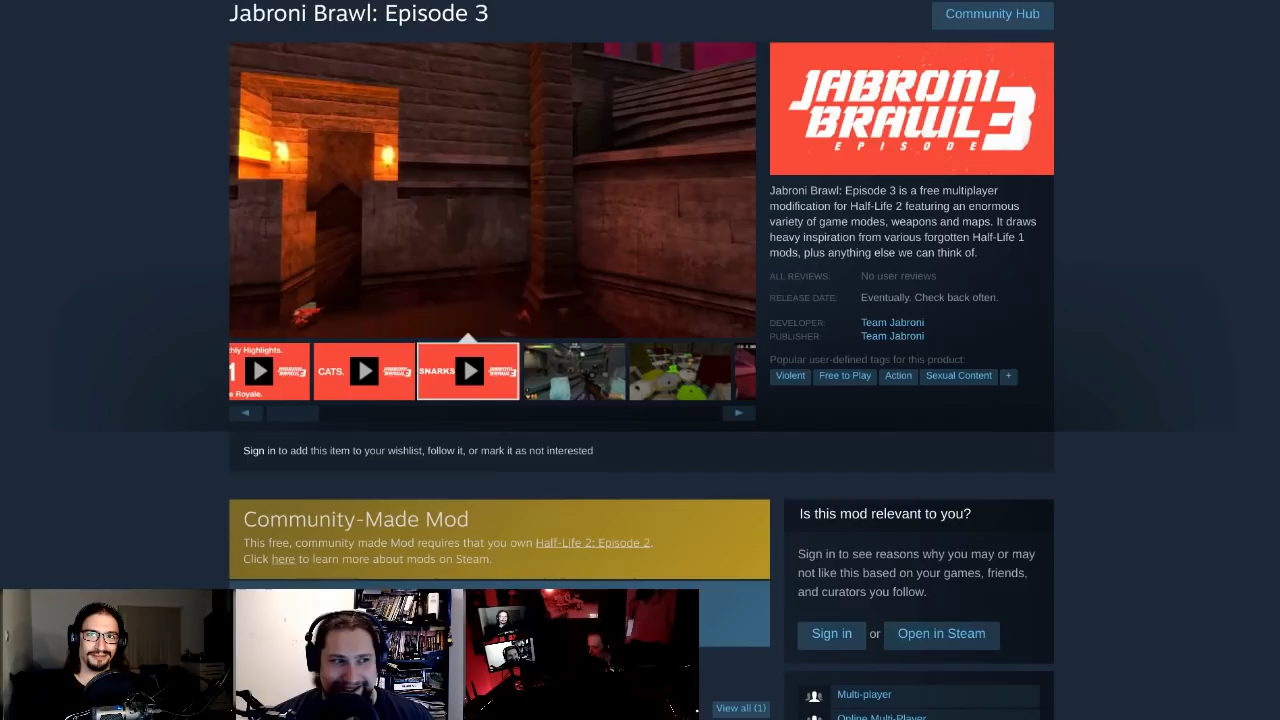 Jabroni Brawl: Episode 3
Community Hub
JABRONI
BRAWL 3
EPISODE
Jabroni Brawl: Episode 3 is a free multiplayer
modification for Half-Life 2 featuring an enormous
variety of game modes, weapons and maps. It draws
heavy inspiration from various forgotten Half-Life 1
mods, plus anything else we can think of.
ALL REVIEWS: No user reviews
RELEASE DATE: Eventually. Check back often.
DEVELOPER: Team Jabroni
PUBLISHER: Team Jabroni
Popular user-defined tags for this product:
Violent Free to Play Action Sexual Content +
hly Highlights.
e Royale.
CATS.
SNARKS
Sign in to add this item to your wishlist, follow it, or mark it as not interested
Community-Made Mod
This free, community made Mod requires that you own Half-Life 2: Episode 2.
Click here to learn more about mods on Steam.
Is this mod relevant to you?
Sign in to see reasons why you may or may
not like this based on your games, friends,
and curators you follow.
Sign in or Open in Steam
View all (1)
Multi-player
Online Multi-Player